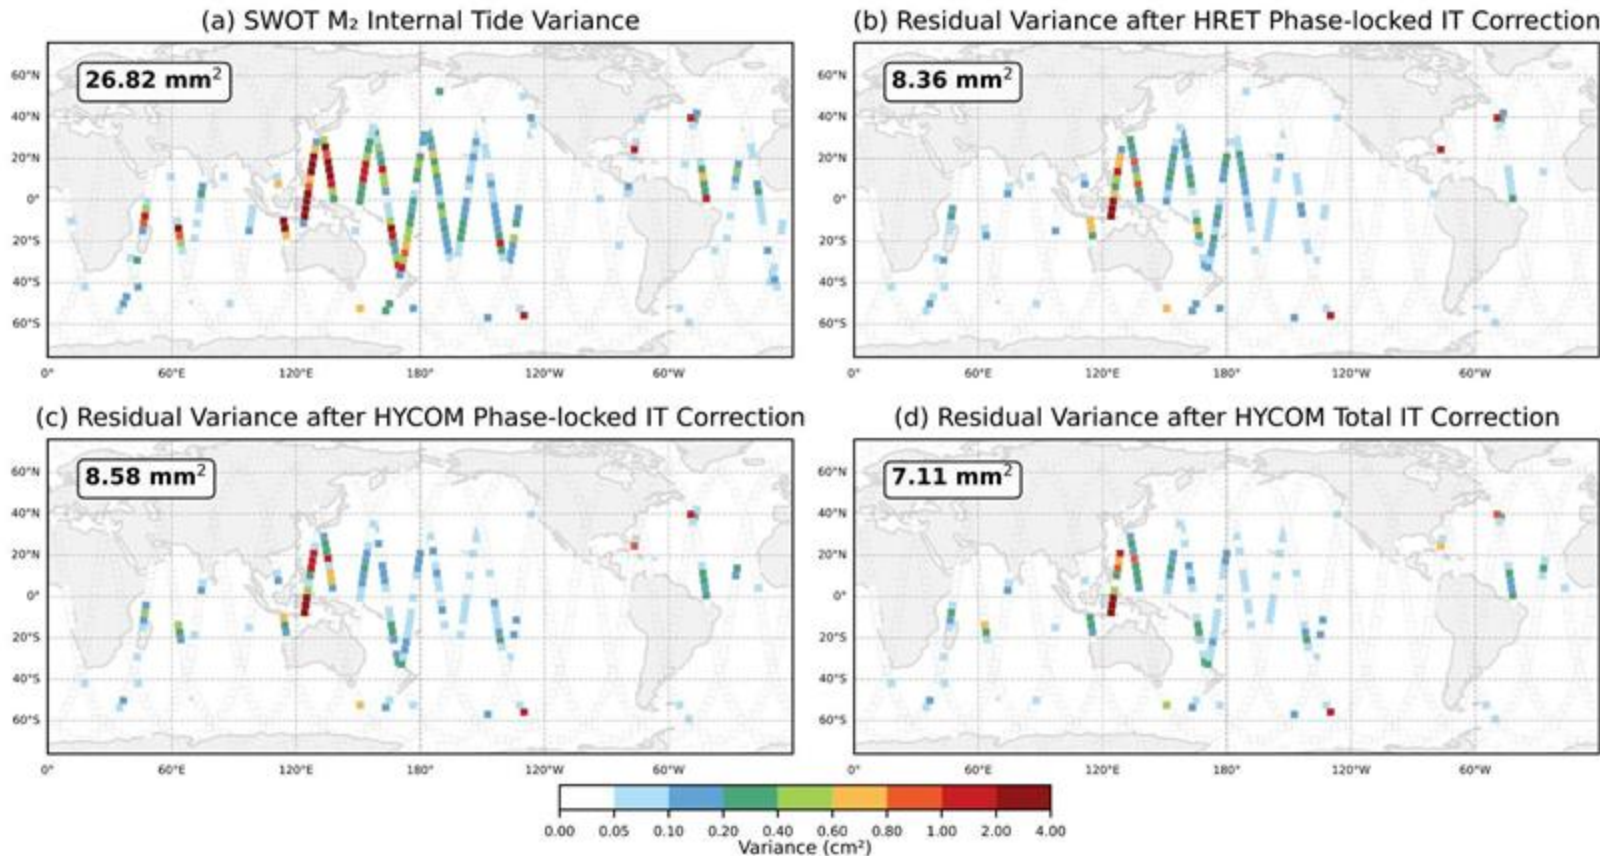 (a) SWOT M₂ Internal Tide Variance
60°N
40°N
20°N
0°
20°S
40°S
60°S
26.82 mm²
0° 60°E 120°E 180° 120°W 60°W
(b) Residual Variance after HRET Phase-locked IT Correction
60°N
40°N
20°N
0°
20°S
40°S
60°S
8.36 mm²
0° 60°E 120°E 180° 120°W 60°W
(c) Residual Variance after HYCOM Phase-locked IT Correction
60°N
40°N
20°N
0°
20°S
40°S
60°S
8.58 mm²
0° 60°E 120°E 180° 120°W 60°W
(d) Residual Variance after HYCOM Total IT Correction
60°N
40°N
20°N
0°
20°S
40°S
60°S
7.11 mm²
0° 60°E 120°E 180° 120°W 60°W
0.00 0.05 0.10 0.20 0.40 0.60 0.80 1.00 2.00 4.00
Variance (cm²)